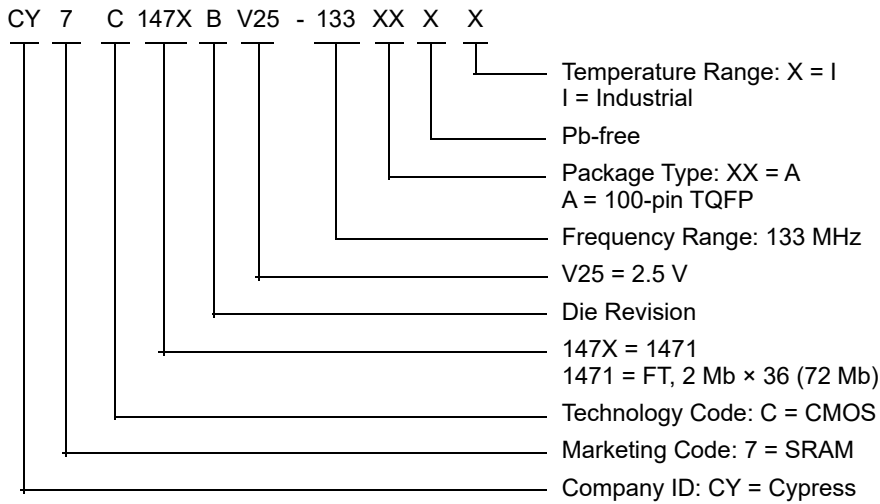 CY 7 C 147X B V25 - 133 XX X X
Temperature Range: X = I
I = Industrial
Pb-free
Package Type: XX = A
A = 100-pin TQFP
Frequency Range: 133 MHz
V25 = 2.5 V
Die Revision
147X = 1471
1471 = FT, 2 Mb × 36 (72 Mb)
Technology Code: C = CMOS
Marketing Code: 7 = SRAM
Company ID: CY = Cypress